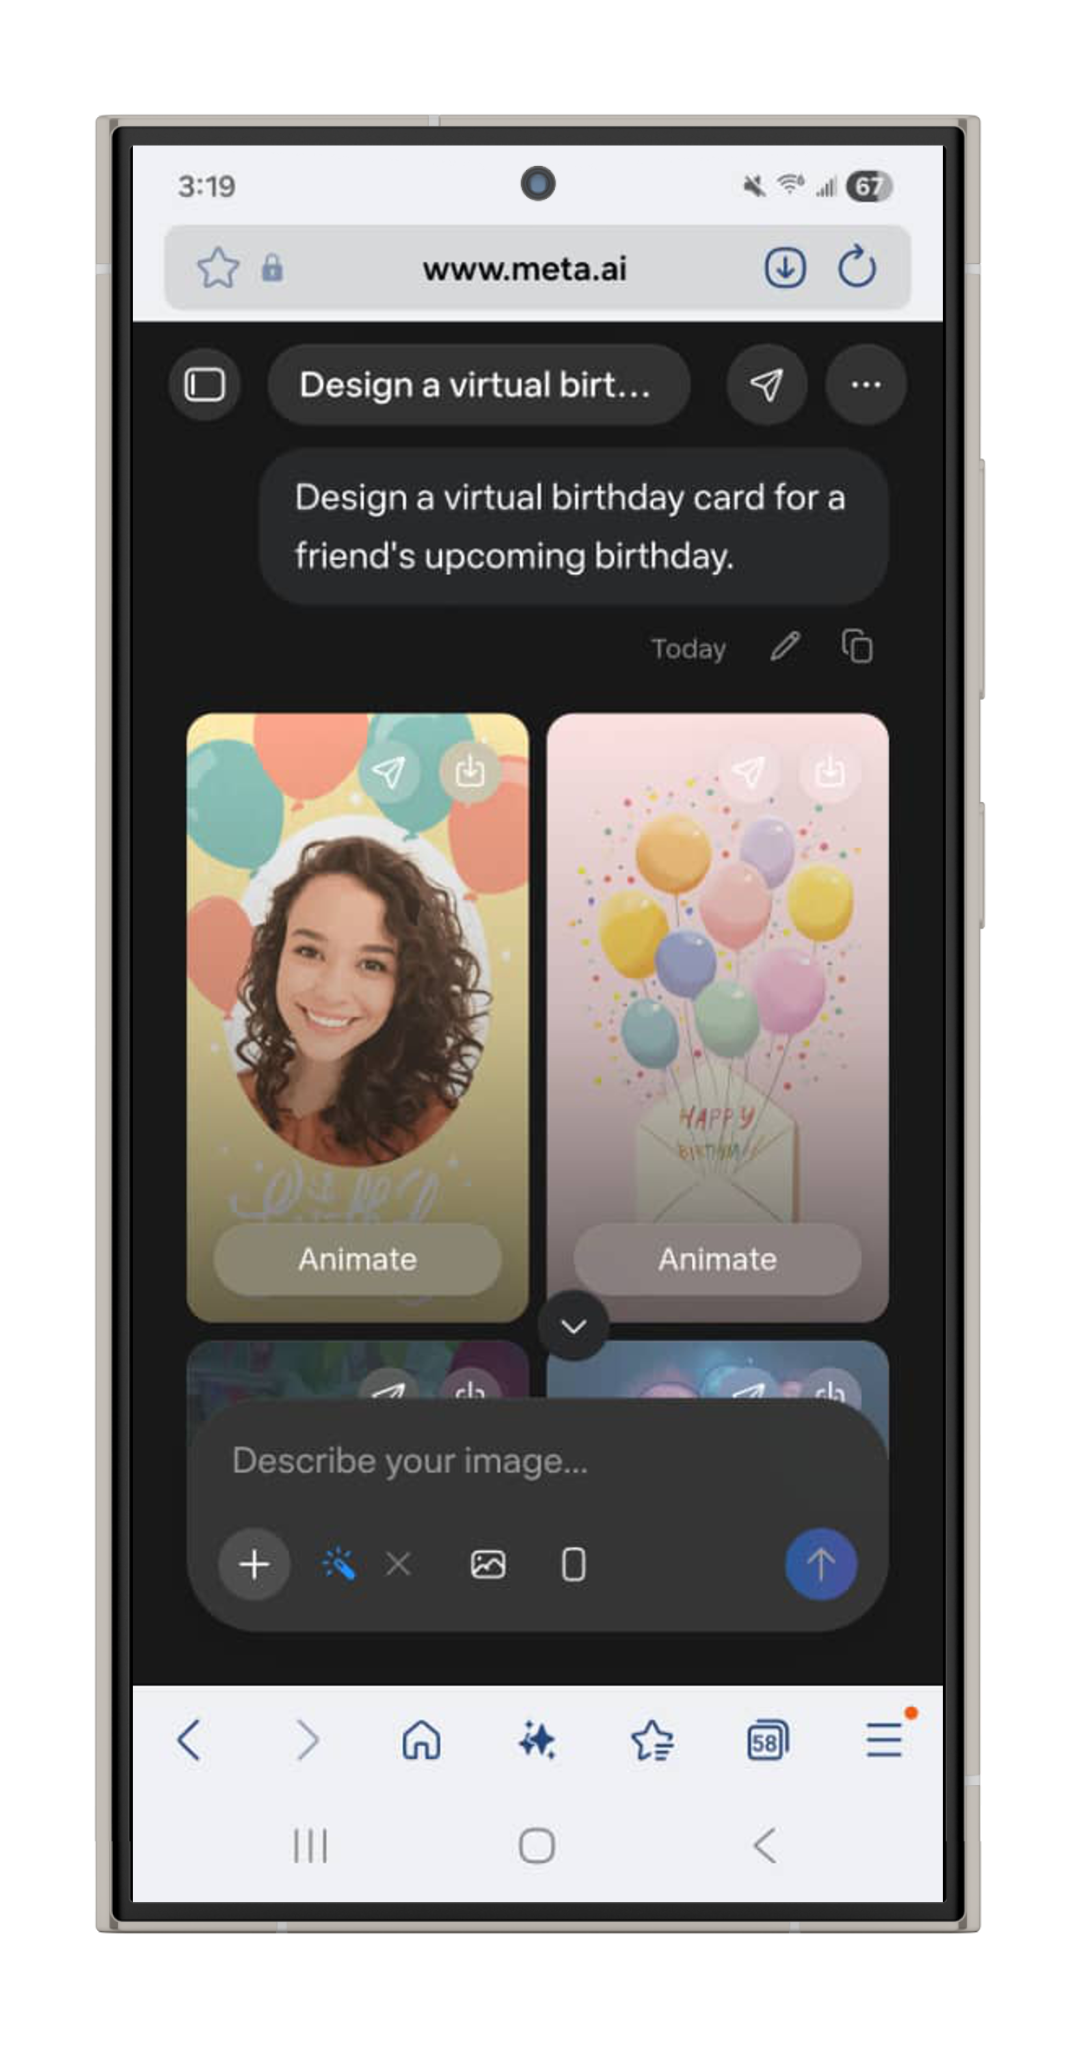 3:19
67
www.meta.ai
Design a virtual birt...
Design a virtual birthday card for a
friend's upcoming birthday.
Today
HAPPY
Animate
Animate
Describe your image...
58